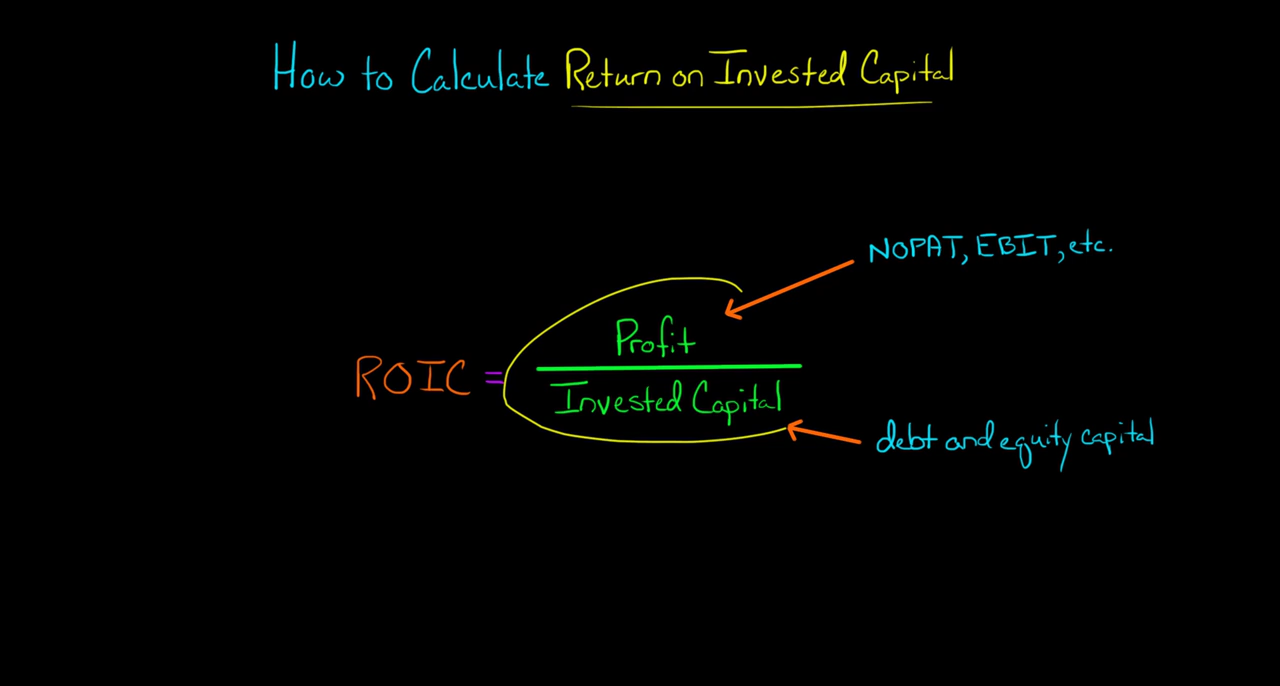 How to Calculate Return on Invested Capital
NOPAT, EBIT, etc.
Profit
ROIC =
Invested Capital
debt and equity capital